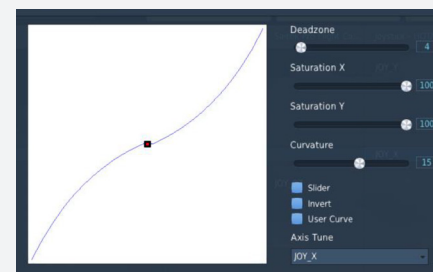 Deadzone
4
Saturation X
100
Saturation Y
100
Curvature
15
Slider
Invert
User Curve
Axis Tune
JOY_X